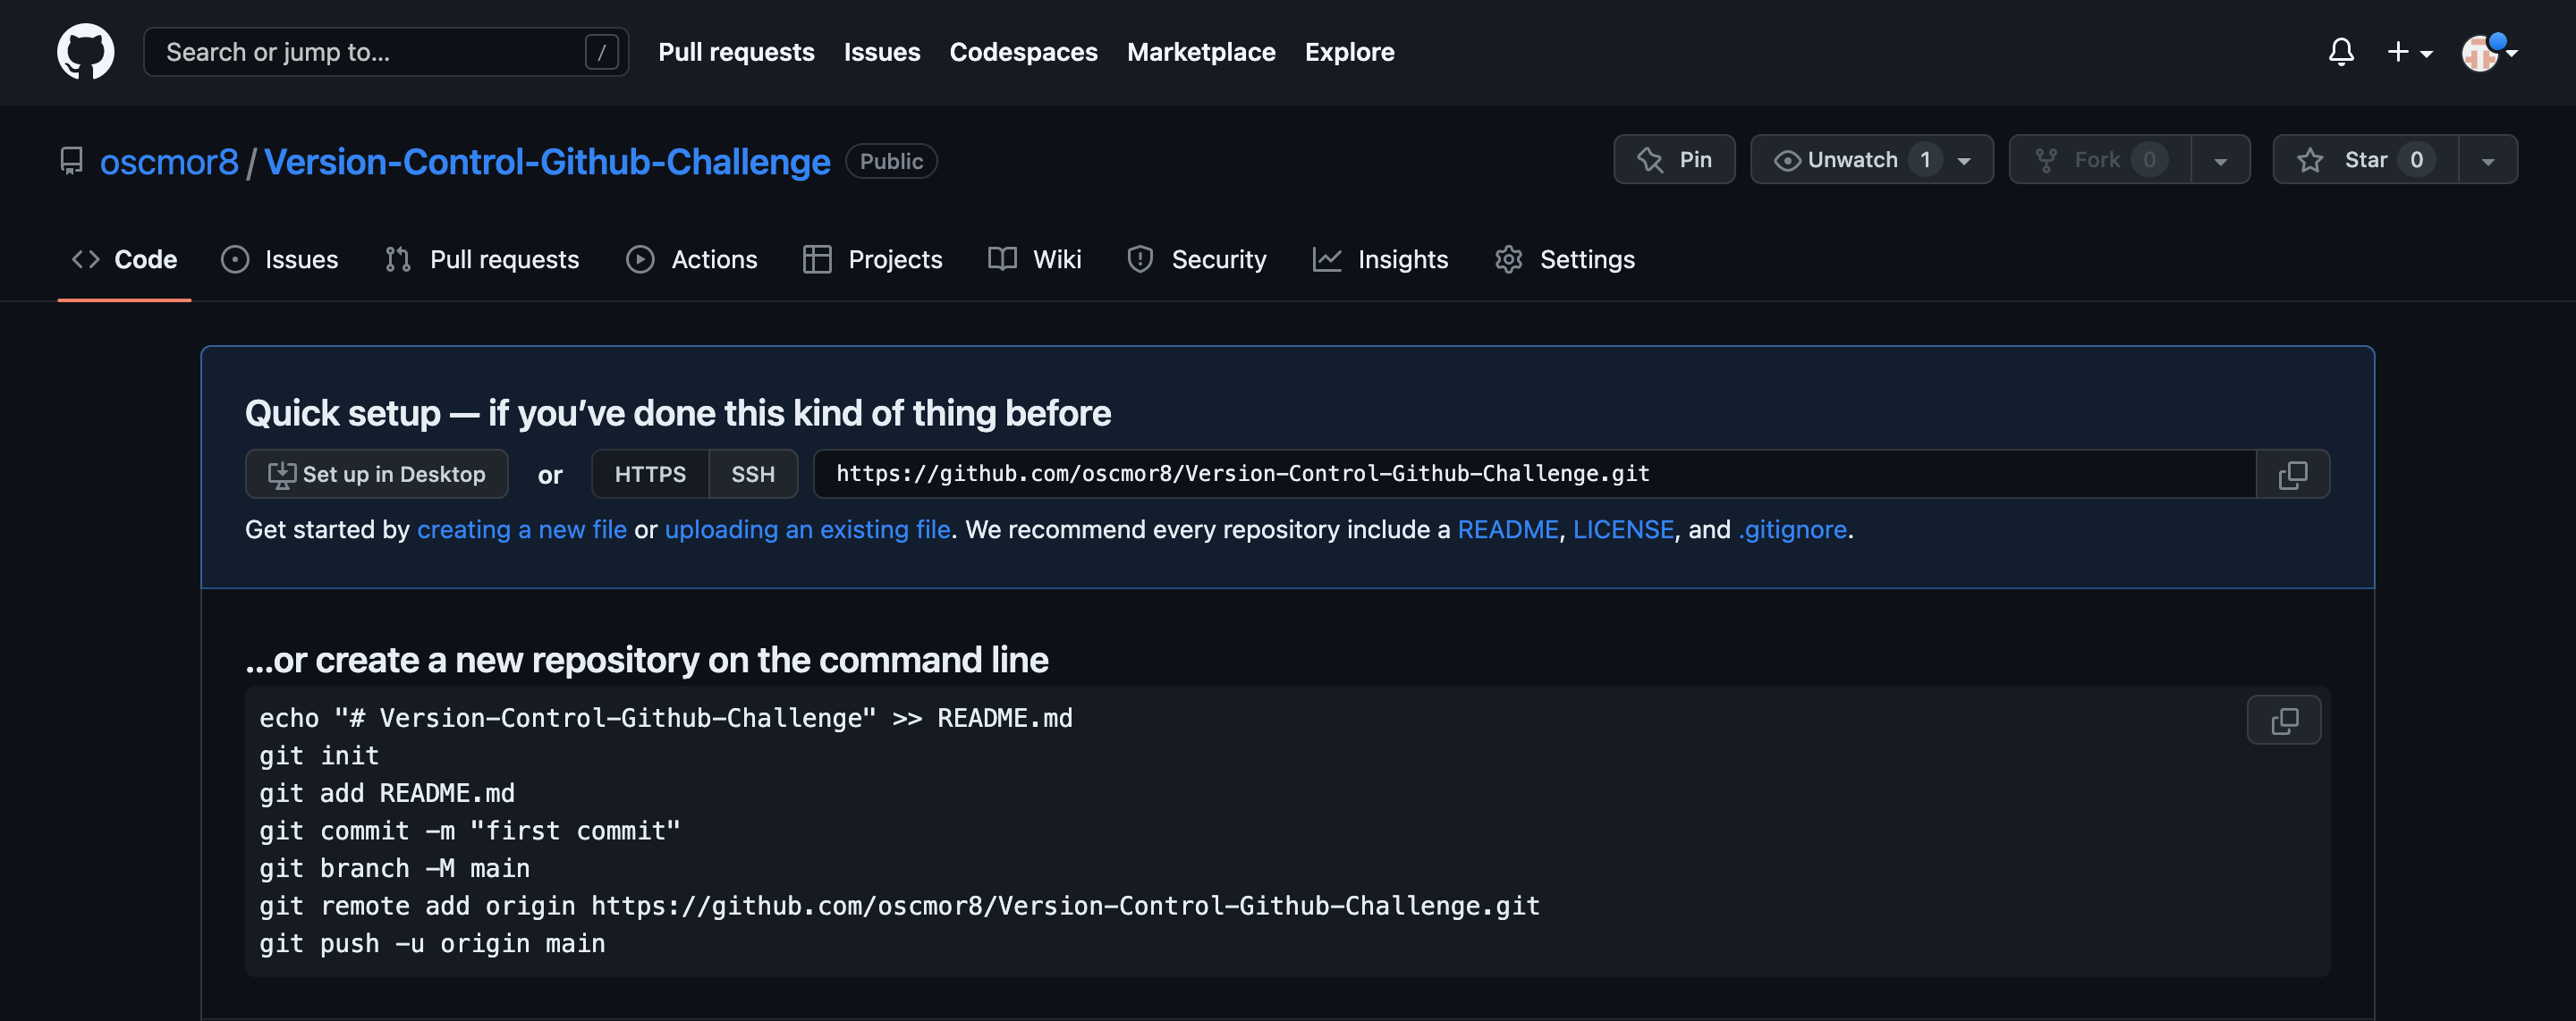 Search or jump to... / Pull requests Issues Codespaces Marketplace Explore
oscmor8 / Version-Control-Github-Challenge Public Pin Unwatch 1 Fork 0 Star 0
Code Issues Pull requests Actions Projects Wiki Security Insights Settings
Quick setup — if you’ve done this kind of thing before
Set up in Desktop or HTTPS SSH https://github.com/oscmor8/Version-Control-Github-Challenge.git
Get started by creating a new file or uploading an existing file. We recommend every repository include a README, LICENSE, and .gitignore.
...or create a new repository on the command line
echo "# Version-Control-Github-Challenge" >> README.md
git init
git add README.md
git commit -m "first commit"
git branch -M main
git remote add origin https://github.com/oscmor8/Version-Control-Github-Challenge.git
git push -u origin main